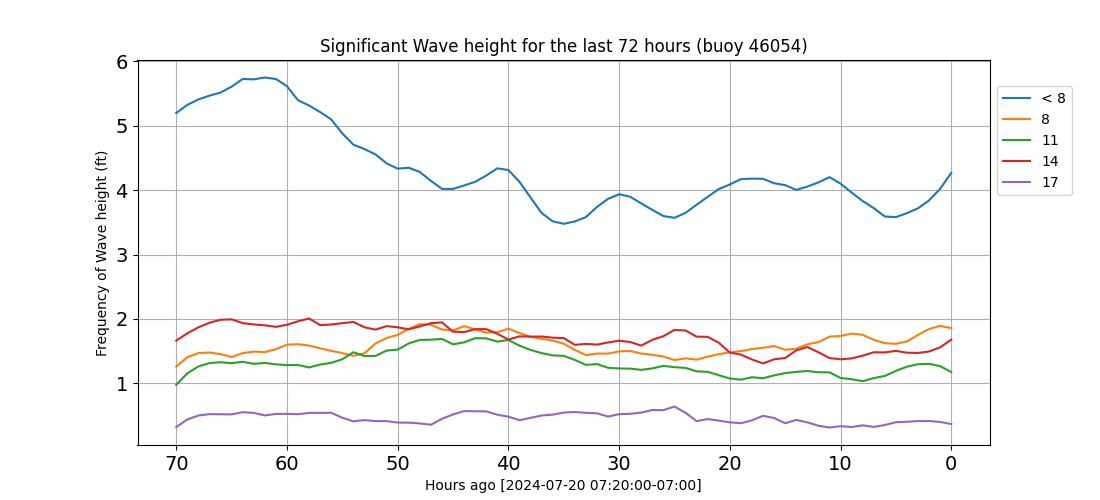 Significant Wave height for the last 72 hours (buoy 46054)
Frequency of Wave height (ft)
6
5
4
3
2
1
70 60 50 40 30 20 10 0
Hours ago [2024-07-20 07:20:00-07:00]
< 8
8
11
14
17